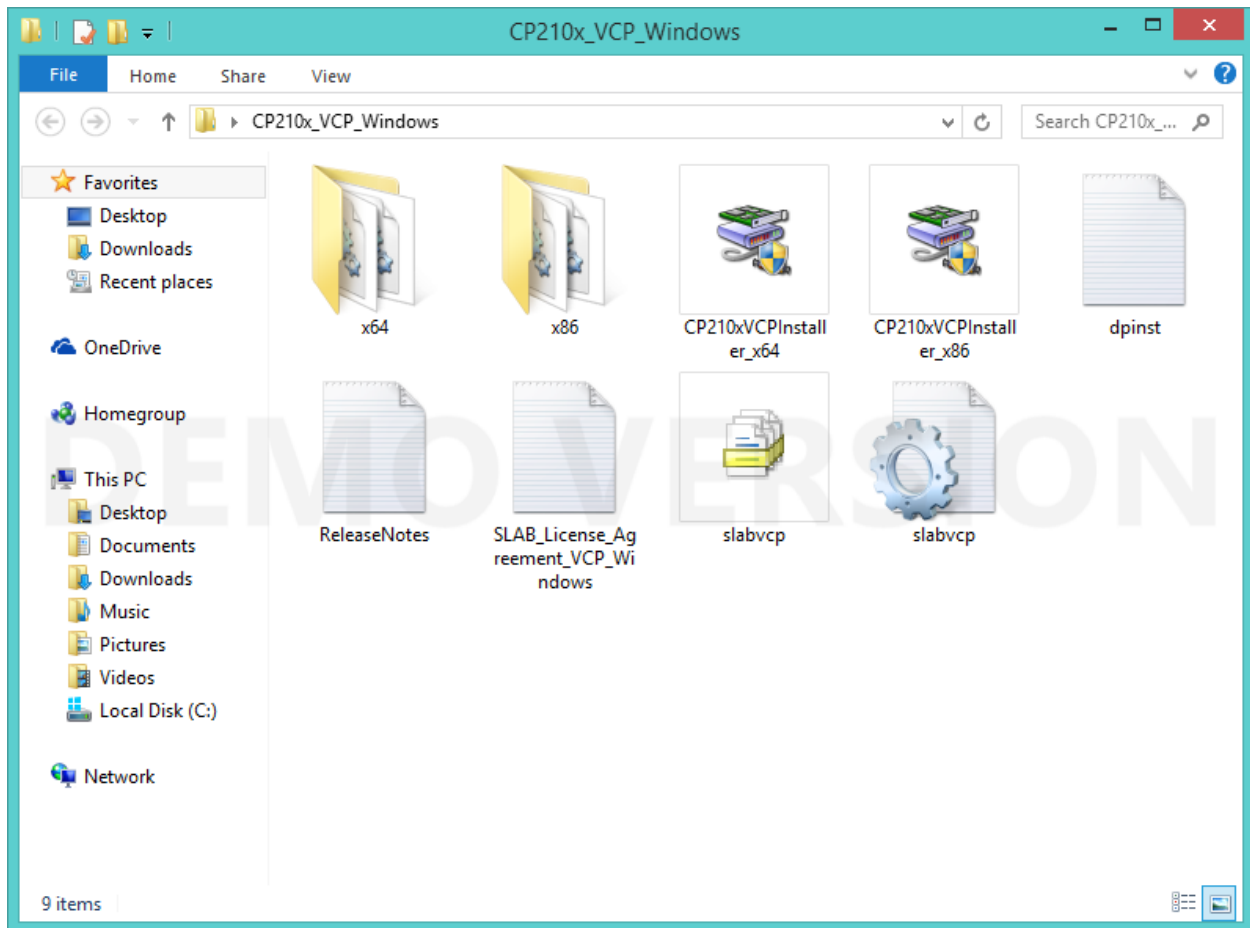 CP210x_VCP_Windows
File Home Share View
CP210x_VCP_Windows
Search CP210x_...
Favorites
Desktop
Downloads
Recent places
OneDrive
Homegroup
This PC
Desktop
Documents
Downloads
Music
Pictures
Videos
Local Disk (C:)
Network
x64
x86
CP210xVCPInstall
er_x64
CP210xVCPInstall
er_x86
dpinst
ReleaseNotes
SLAB_License_Ag
reement_VCP_Wi
ndows
slabvcp
slabvcp
DEMO VERSION
9 items